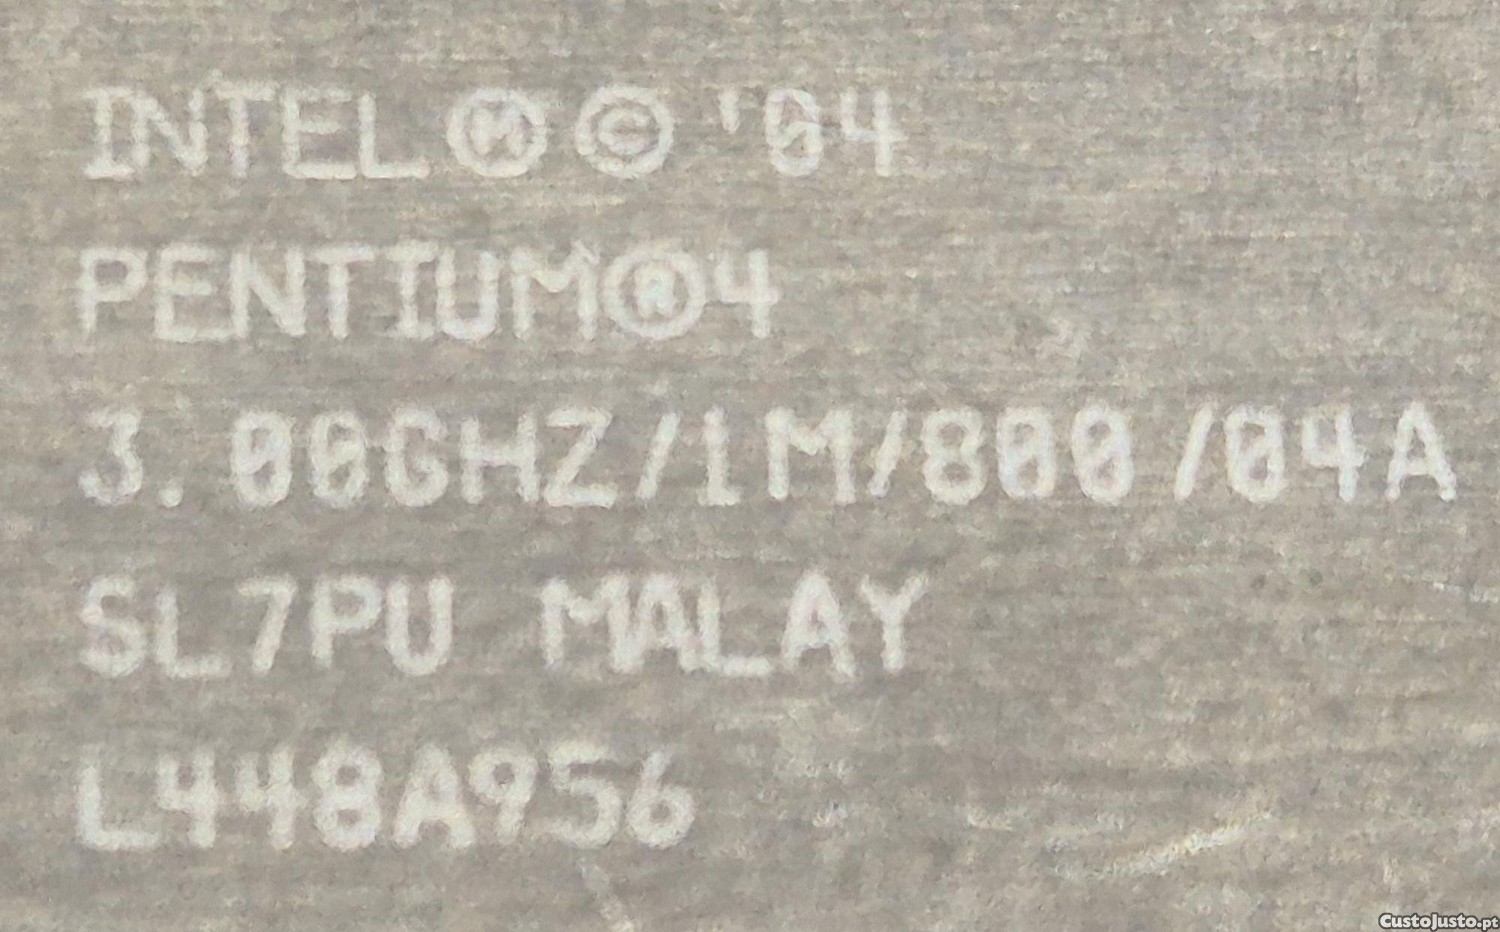 INTEL Ⓜ © '04
PENTIUM®4
3.00GHZ/1M/800/04A
SL7PU MALAY
L448A956
CustoJusto.pt